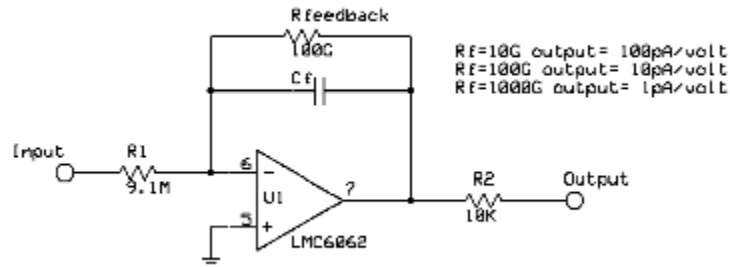 Rfeedback
100G
Rf=10G output= 100pA/volt
Rf=100G output= 10pA/volt
Rf=1000G output= 1pA/volt
Cf
Input
R1
9.1M
6
-
U1
7
5
+
LMC6062
R2
10K
Output